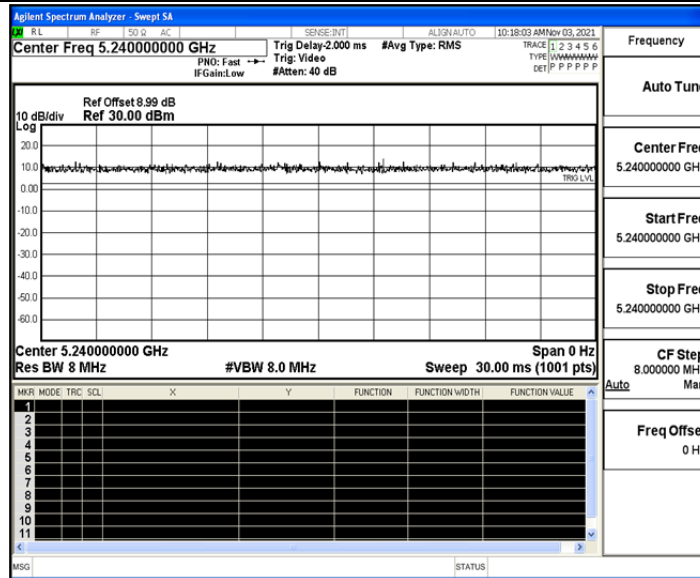 Agilent Spectrum Analyzer - Swept SA
RL RF 50 Ω AC SENSE:INT ALIGN AUTO 10:18:03 AM Nov 03, 2021
Center Freq 5.240000000 GHz
PNO: Fast
IFGain:Low
Trig Delay-2.000 ms
Trig: Video
#Atten: 40 dB
#Avg Type: RMS
TRACE 1 2 3 4 5 6
TYPE WWWWWW
DET P P P P P P
Ref Offset 8.99 dB
10 dB/div Ref 30.00 dBm
Log
20.0
10.0
0.00
-10.0
-20.0
-30.0
-40.0
-50.0
-60.0
TRIG LVL
Center 5.240000000 GHz Span 0 Hz
Res BW 8 MHz #VBW 8.0 MHz Sweep 30.00 ms (1001 pts)
MKR MODE TRC SCL X Y FUNCTION FUNCTION WIDTH FUNCTION VALUE
1
2
3
4
5
6
7
8
9
10
11
MSG STATUS
Frequency
Auto Tun
Center Fre
5.240000000 GH
Start Fre
5.240000000 GH
Stop Fre
5.240000000 GH
CF Step
8.000000 MH
Auto Ma
Freq Offse
0 H